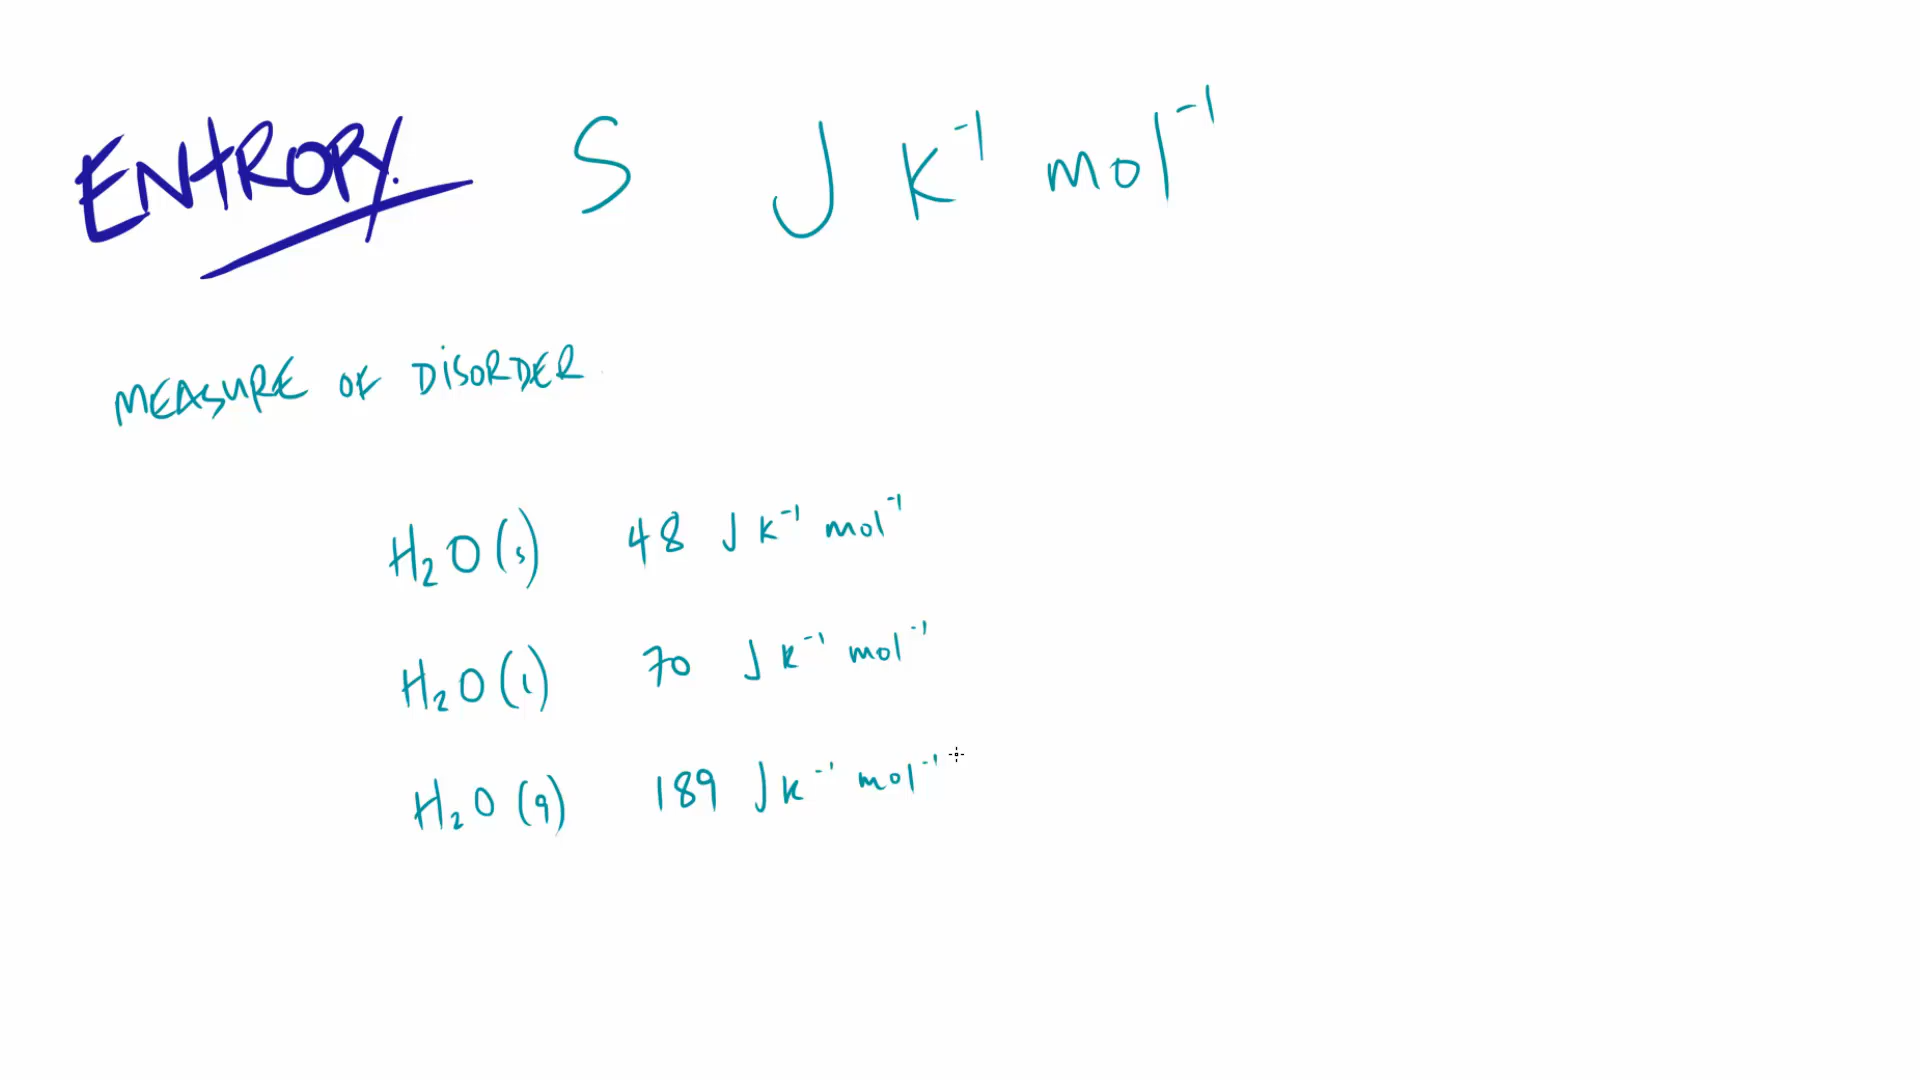 ENTROPY. S J K⁻¹ mol⁻¹
MEASURE OF DISORDER
H₂O(s) 48 J K⁻¹ mol⁻¹
H₂O(l) 70 J K⁻¹ mol⁻¹
H₂O(g) 189 J K⁻¹ mol⁻¹